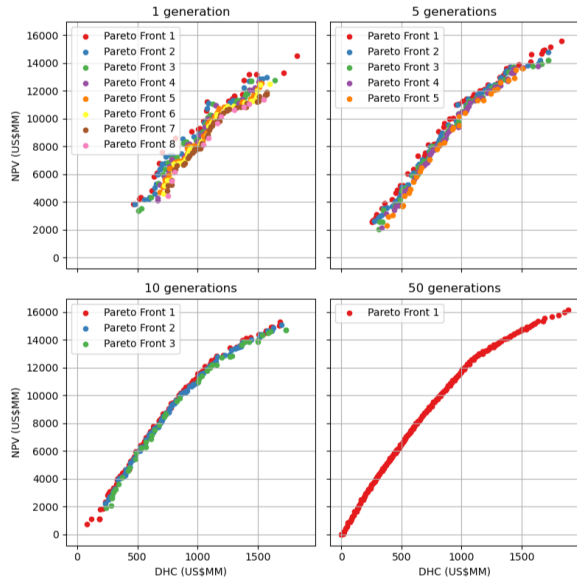 1 generation
5 generations
NPV (US$MM)
16000
14000
12000
10000
8000
6000
4000
2000
0
Pareto Front 1
Pareto Front 2
Pareto Front 3
Pareto Front 4
Pareto Front 5
Pareto Front 6
Pareto Front 7
Pareto Front 8
Pareto Front 1
Pareto Front 2
Pareto Front 3
Pareto Front 4
Pareto Front 5
10 generations
50 generations
NPV (US$MM)
16000
14000
12000
10000
8000
6000
4000
2000
0
Pareto Front 1
Pareto Front 2
Pareto Front 3
Pareto Front 1
0 500 1000 1500
0 500 1000 1500
DHC (US$MM)
DHC (US$MM)